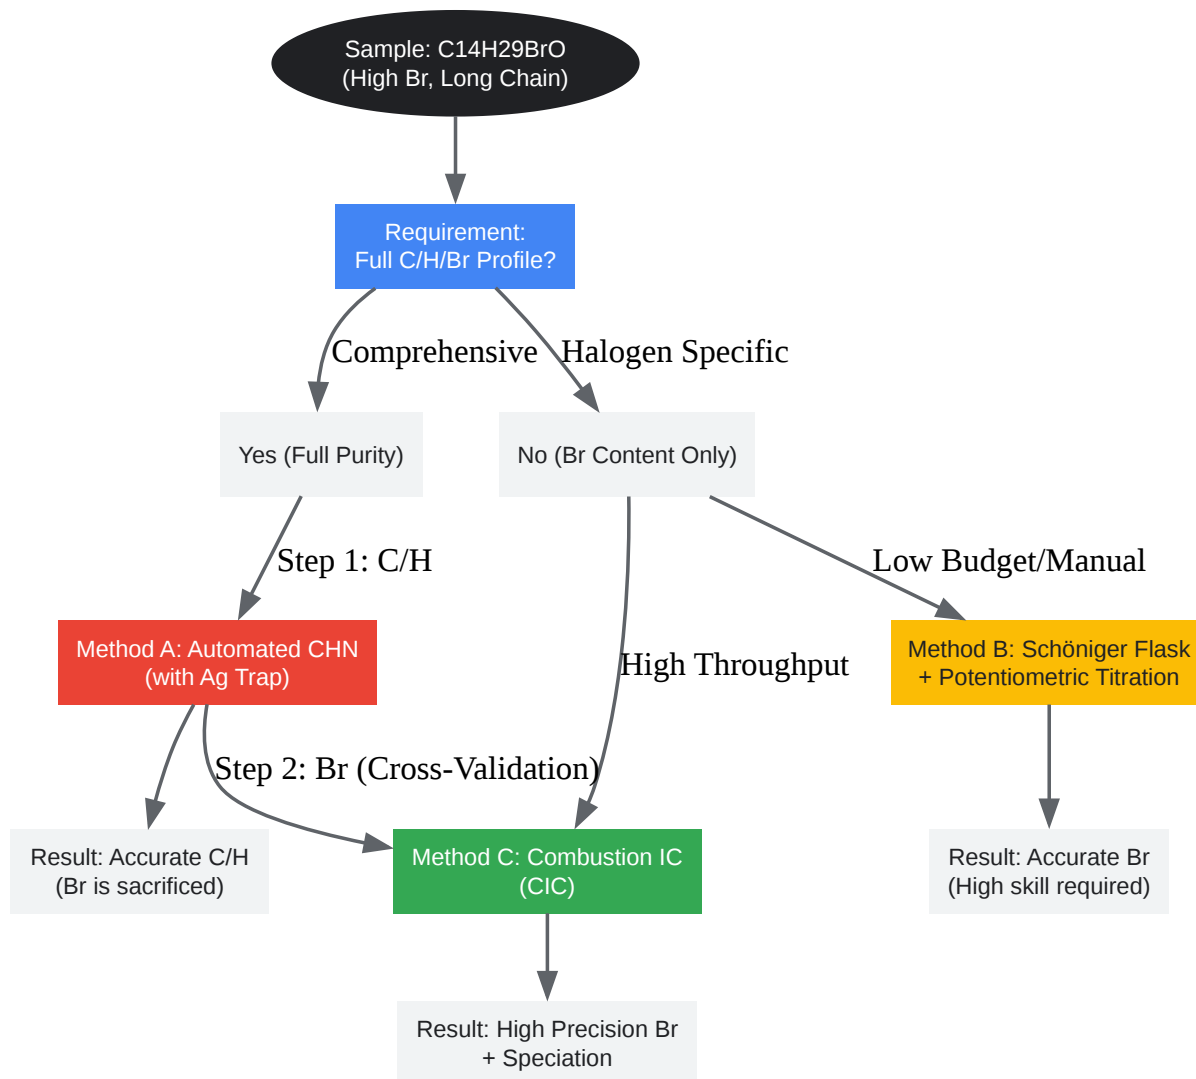 Sample: C14H29BrO
(High Br, Long Chain)
Requirement:
Full C/H/Br Profile?
Comprehensive
Halogen Specific
Yes (Full Purity)
No (Br Content Only)
Step 1: C/H
Low Budget/Manual
Method A: Automated CHN
(with Ag Trap)
High Throughput
Method B: Schöniger Flask
+ Potentiometric Titration
Step 2: Br (Cross-Validation)
Result: Accurate C/H
(Br is sacrificed)
Method C: Combustion IC
(CIC)
Result: Accurate Br
(High skill required)
Result: High Precision Br
+ Speciation